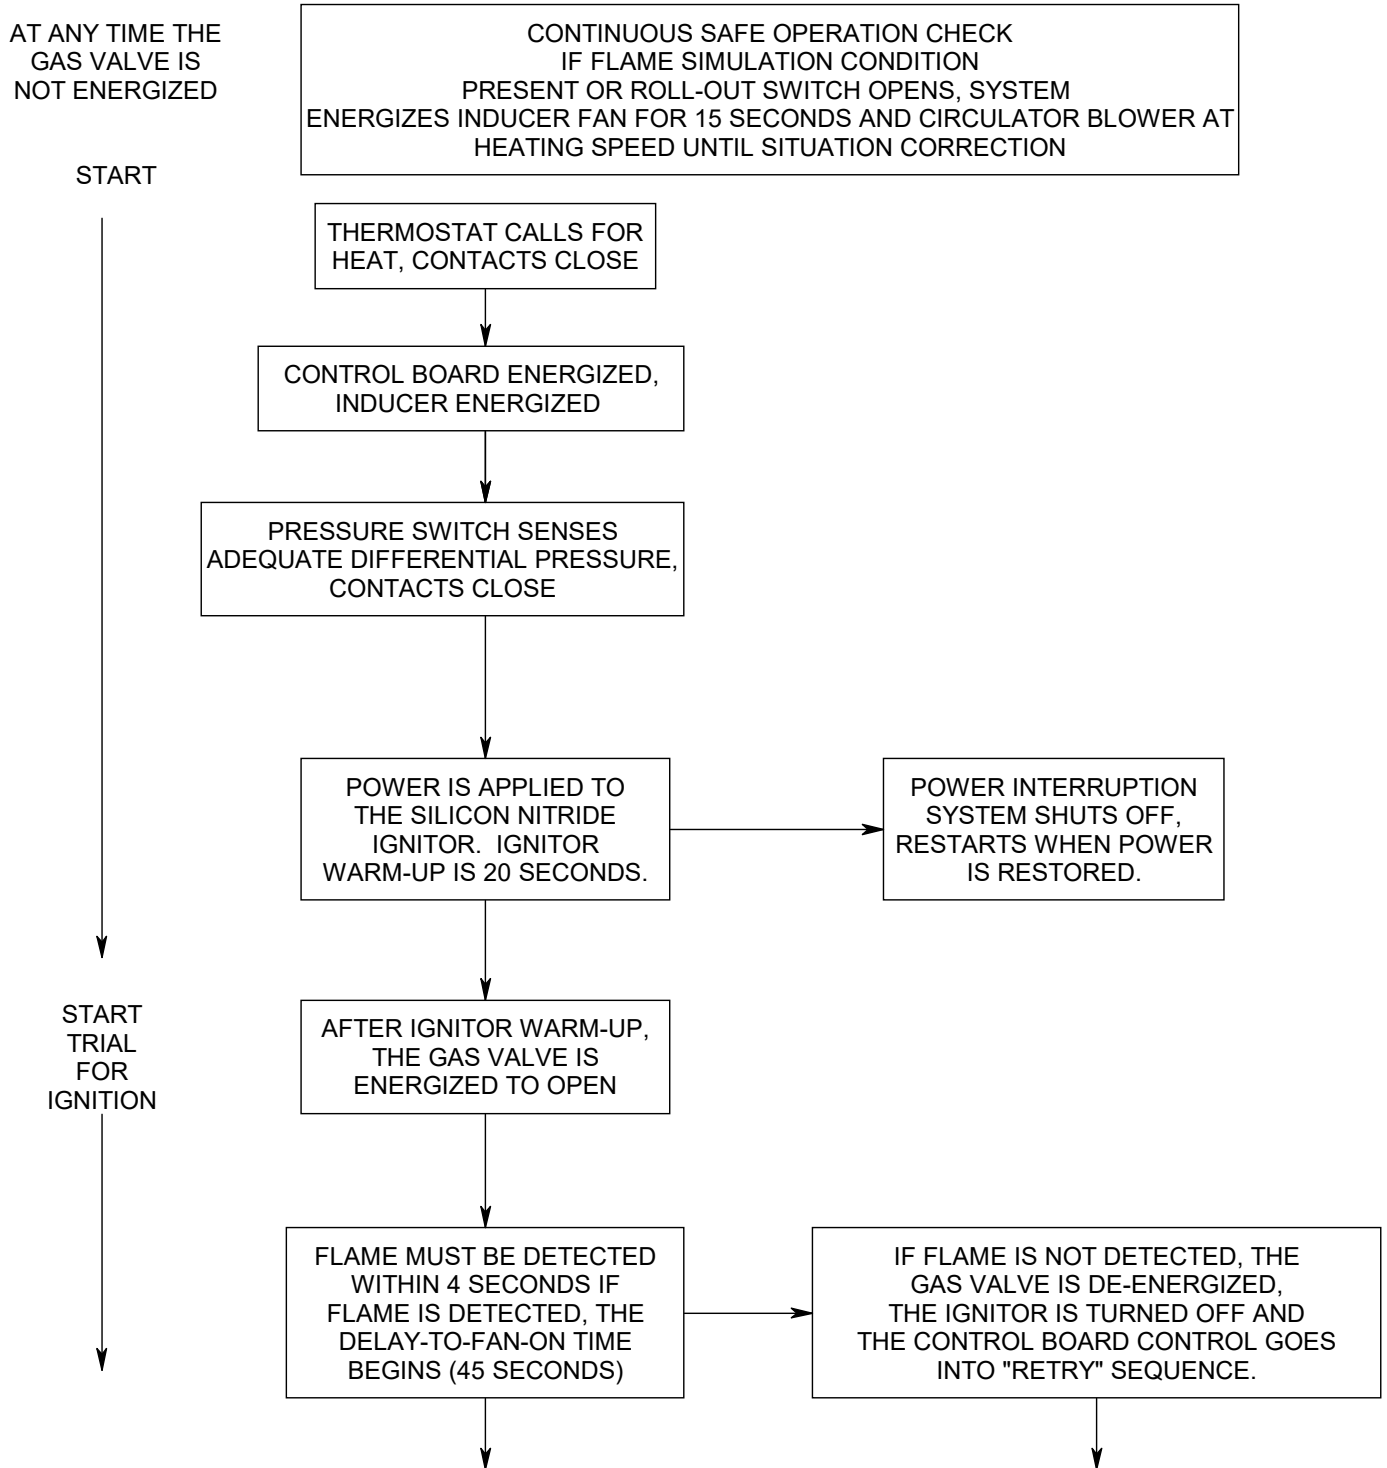 AT ANY TIME THE
GAS VALVE IS
NOT ENERGIZED
CONTINUOUS SAFE OPERATION CHECK
IF FLAME SIMULATION CONDITION
PRESENT OR ROLL-OUT SWITCH OPENS, SYSTEM
ENERGIZES INDUCER FAN FOR 15 SECONDS AND CIRCULATOR BLOWER AT
HEATING SPEED UNTIL SITUATION CORRECTION
START
THERMOSTAT CALLS FOR
HEAT, CONTACTS CLOSE
CONTROL BOARD ENERGIZED,
INDUCER ENERGIZED
PRESSURE SWITCH SENSES
ADEQUATE DIFFERENTIAL PRESSURE,
CONTACTS CLOSE
POWER IS APPLIED TO
THE SILICON NITRIDE
IGNITOR. IGNITOR
WARM-UP IS 20 SECONDS.
POWER INTERRUPTION
SYSTEM SHUTS OFF,
RESTARTS WHEN POWER
IS RESTORED.
START
TRIAL
FOR
IGNITION
AFTER IGNITOR WARM-UP,
THE GAS VALVE IS
ENERGIZED TO OPEN
FLAME MUST BE DETECTED
WITHIN 4 SECONDS IF
FLAME IS DETECTED, THE
DELAY-TO-FAN-ON TIME
BEGINS (45 SECONDS)
IF FLAME IS NOT DETECTED, THE
GAS VALVE IS DE-ENERGIZED,
THE IGNITOR IS TURNED OFF AND
THE CONTROL BOARD CONTROL GOES
INTO "RETRY" SEQUENCE.